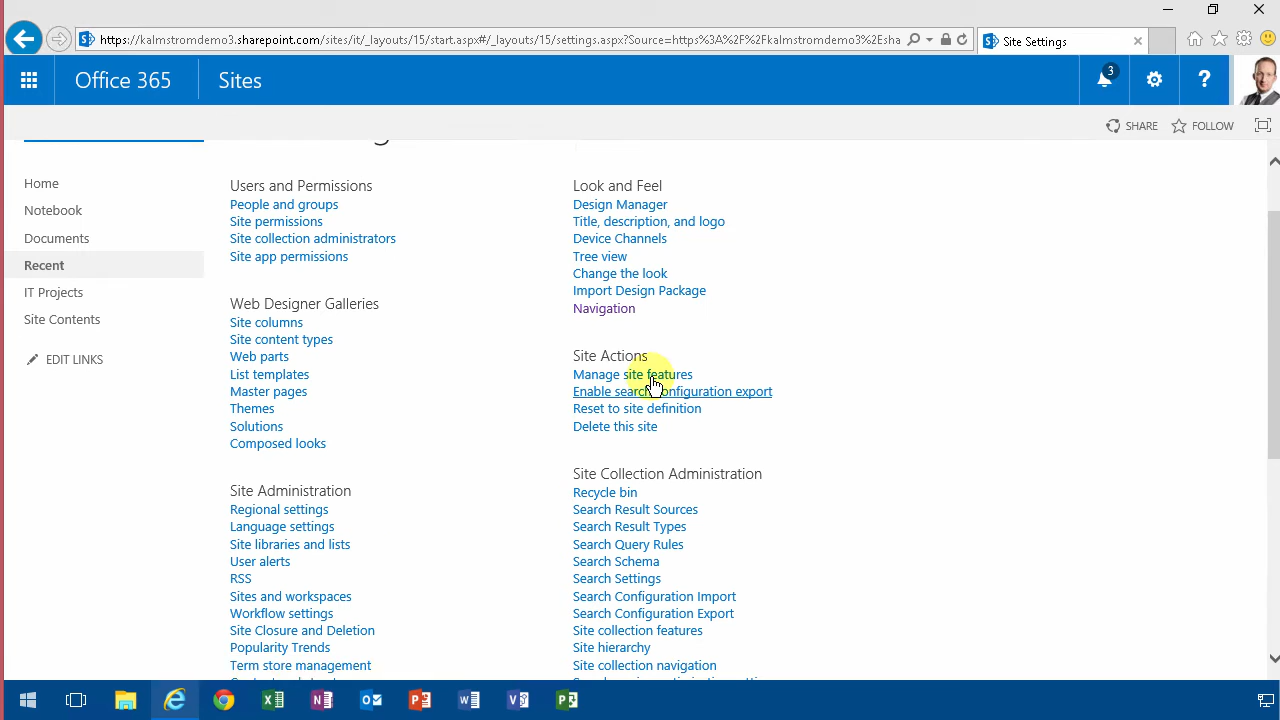 https://kalmstromdemo3.sharepoint.com/sites/it/_layouts/15/start.aspx#/_layouts/15/settings.aspx?Source=https%3A%2F%2Fkalmstromdemo3%2Esha
Site Settings
Office 365
Sites
3
?
SHARE
FOLLOW
Home
Notebook
Documents
Recent
IT Projects
Site Contents
EDIT LINKS
Users and Permissions
People and groups
Site permissions
Site collection administrators
Site app permissions
Web Designer Galleries
Site columns
Site content types
Web parts
List templates
Master pages
Themes
Solutions
Composed looks
Site Administration
Regional settings
Language settings
Site libraries and lists
User alerts
RSS
Sites and workspaces
Workflow settings
Site Closure and Deletion
Popularity Trends
Term store management
Look and Feel
Design Manager
Title, description, and logo
Device Channels
Tree view
Change the look
Import Design Package
Navigation
Site Actions
Manage site features
Enable search configuration export
Reset to site definition
Delete this site
Site Collection Administration
Recycle bin
Search Result Sources
Search Result Types
Search Query Rules
Search Schema
Search Settings
Search Configuration Import
Search Configuration Export
Site collection features
Site hierarchy
Site collection navigation